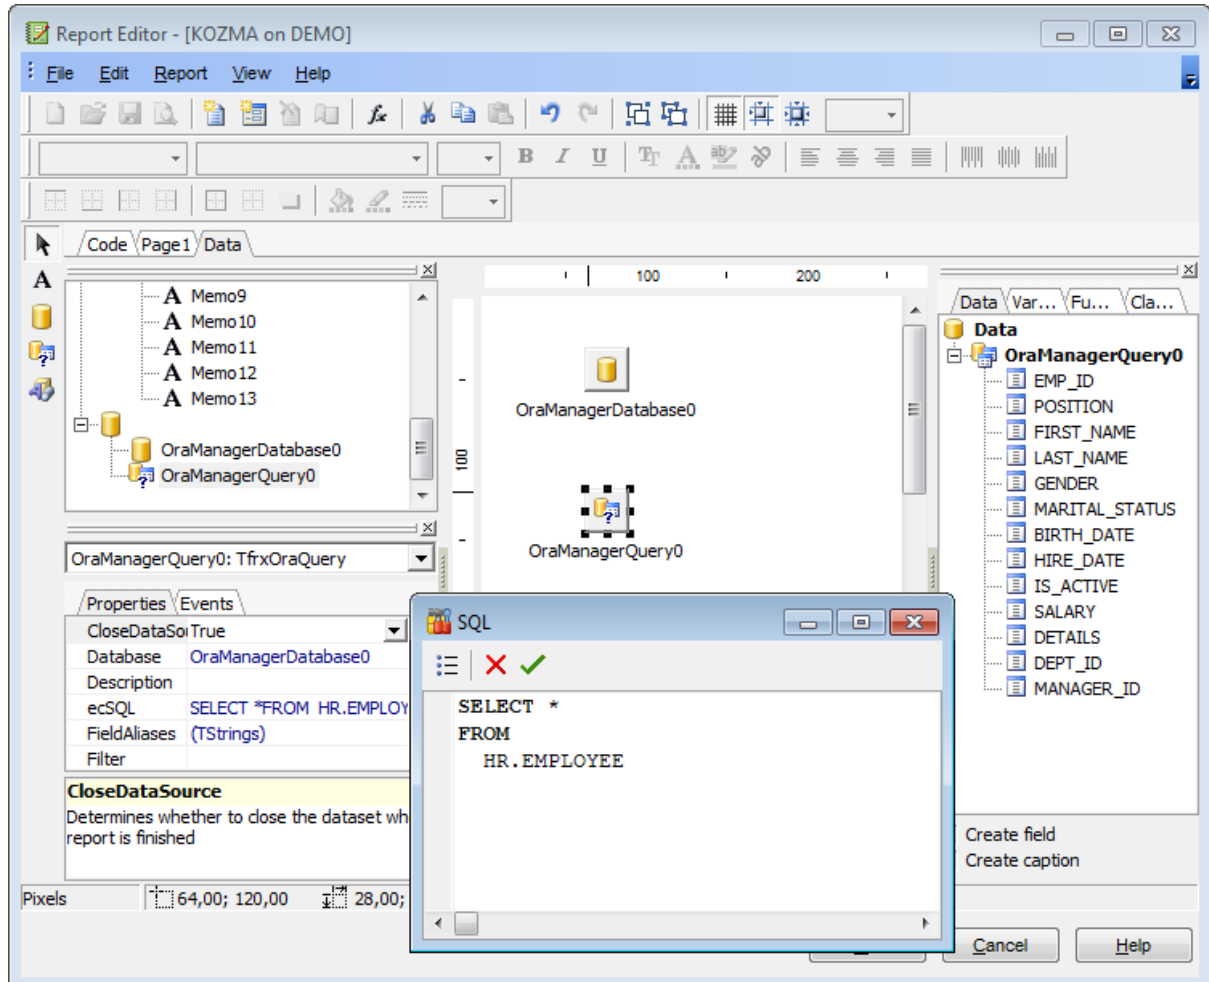 Report Editor - [KOZMA on DEMO]
File Edit Report View Help
B I U
Code Page1 Data
Memo9
Memo10
Memo11
Memo12
Memo13
OraManagerDatabase0
OraManagerQuery0
OraManagerQuery0: TfrxOraQuery
Properties Events
CloseDataSo True
Database OraManagerDatabase0
Description
ecSQL SELECT *FROM HR.EMPLOY
FieldAliases (TStrings)
Filter
CloseDataSource
Determines whether to close the dataset wh
report is finished
Pixels 64,00; 120,00 28,00;
100 200
100
OraManagerDatabase0
OraManagerQuery0
SQL
SELECT *
FROM
HR.EMPLOYEE
Data Var... Fu... Cla...
Data
OraManagerQuery0
EMP_ID
POSITION
FIRST_NAME
LAST_NAME
GENDER
MARITAL_STATUS
BIRTH_DATE
HIRE_DATE
IS_ACTIVE
SALARY
DETAILS
DEPT_ID
MANAGER_ID
Create field
Create caption
Cancel Help